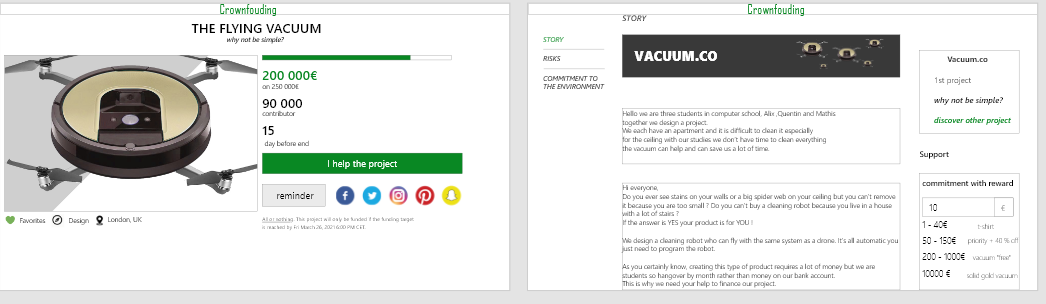 Crownfouding
THE FLYING VACUUM
why not be simple?
200 000€
on 250 000€
90 000
contributor
15
day before end
I help the project
reminder
All or nothing. This project will only be funded if the funding target
is reached by Fri March 26, 2021 6:00 PM CET.
Favorites
Design
London, UK
Crownfouding
STORY
STORY
RISKS
COMMITMENT TO
THE ENVIRONMENT
VACUUM.CO
Hello we are three students in computer school, Alix ,Quentin and Mathis
together we design a project.
We each have an apartment and it is difficult to clean it especially
for the ceiling with our studies we don't have time to clean everything
the vacuum can help and can save us a lot of time.
Hi everyone,
Do you ever see stains on your walls or a big spider web on your ceiling but you can't remove
it because you are too small ? Do you can't buy a cleaning robot because you live in a house
with a lot of stairs ?
If the answer is YES your product is for YOU !
We design a cleaning robot who can fly with the same system as a drone. It's all automatic you
just need to program the robot.
As you certainly know, creating this type of product requires a lot of money but we are
students so hangover by month rather than money on our bank account.
This is why we need your help to finance our project.
Vacuum.co
1st project
why not be simple?
discover other project
Support
commitment with reward
10 €
1 - 40€ t-shirt
50 - 150€ priority + 40 % off
200 - 1000€ vacuum "free"
10000 € solid gold vacuum